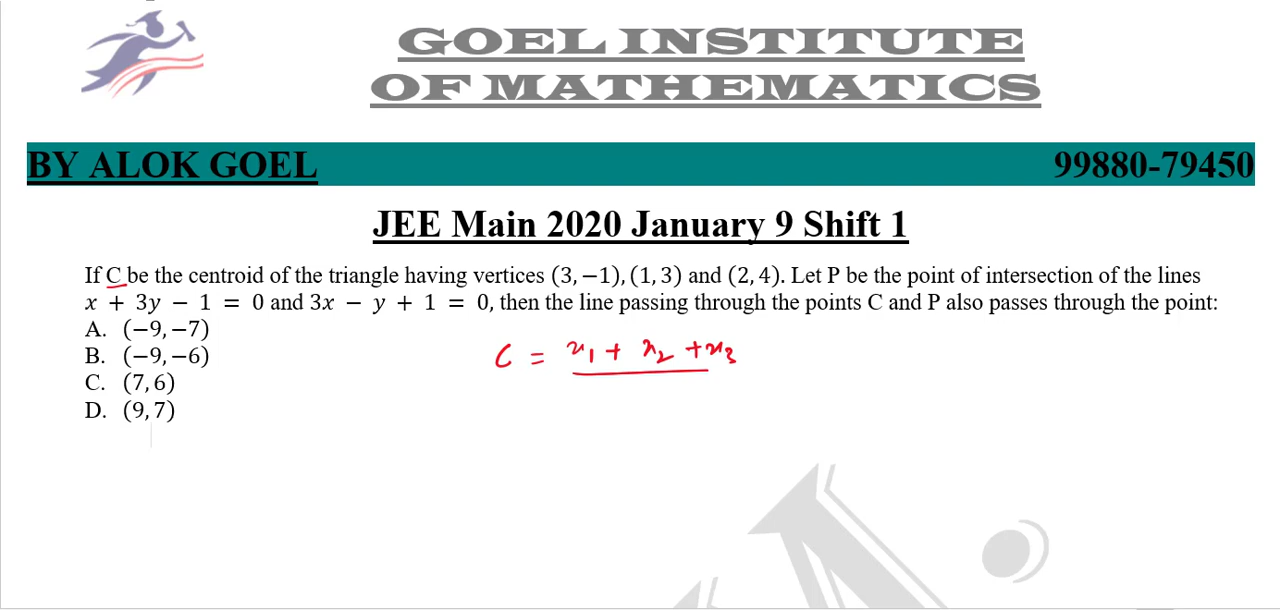 GOEL INSTITUTE
OF MATHEMATICS
BY ALOK GOEL 99880-79450
JEE Main 2020 January 9 Shift 1
If C be the centroid of the triangle having vertices (3, −1), (1, 3) and (2, 4). Let P be the point of intersection of the lines
x + 3y − 1 = 0 and 3x − y + 1 = 0, then the line passing through the points C and P also passes through the point:
A. (−9, −7)
B. (−9, −6)
C. (7, 6)
D. (9, 7)
C = x₁ + x₂ + x₃